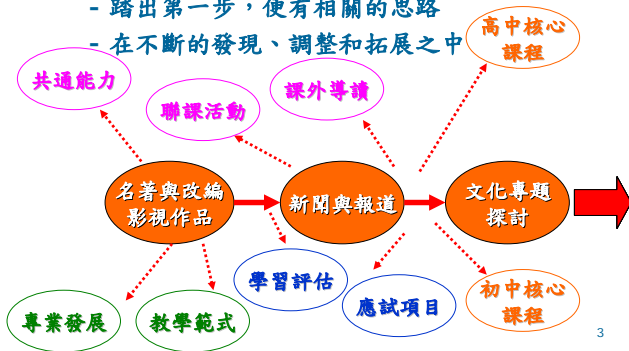 - 踏出第一步，便有相關的思路
- 在不斷的發現、調整和拓展之中
高中核心
課程
共通能力
聯課活動
課外導讀
名著與改編
影視作品
新聞與報道
文化專題
探討
學習評估
應試項目
初中核心
課程
專業發展
教學範式
3